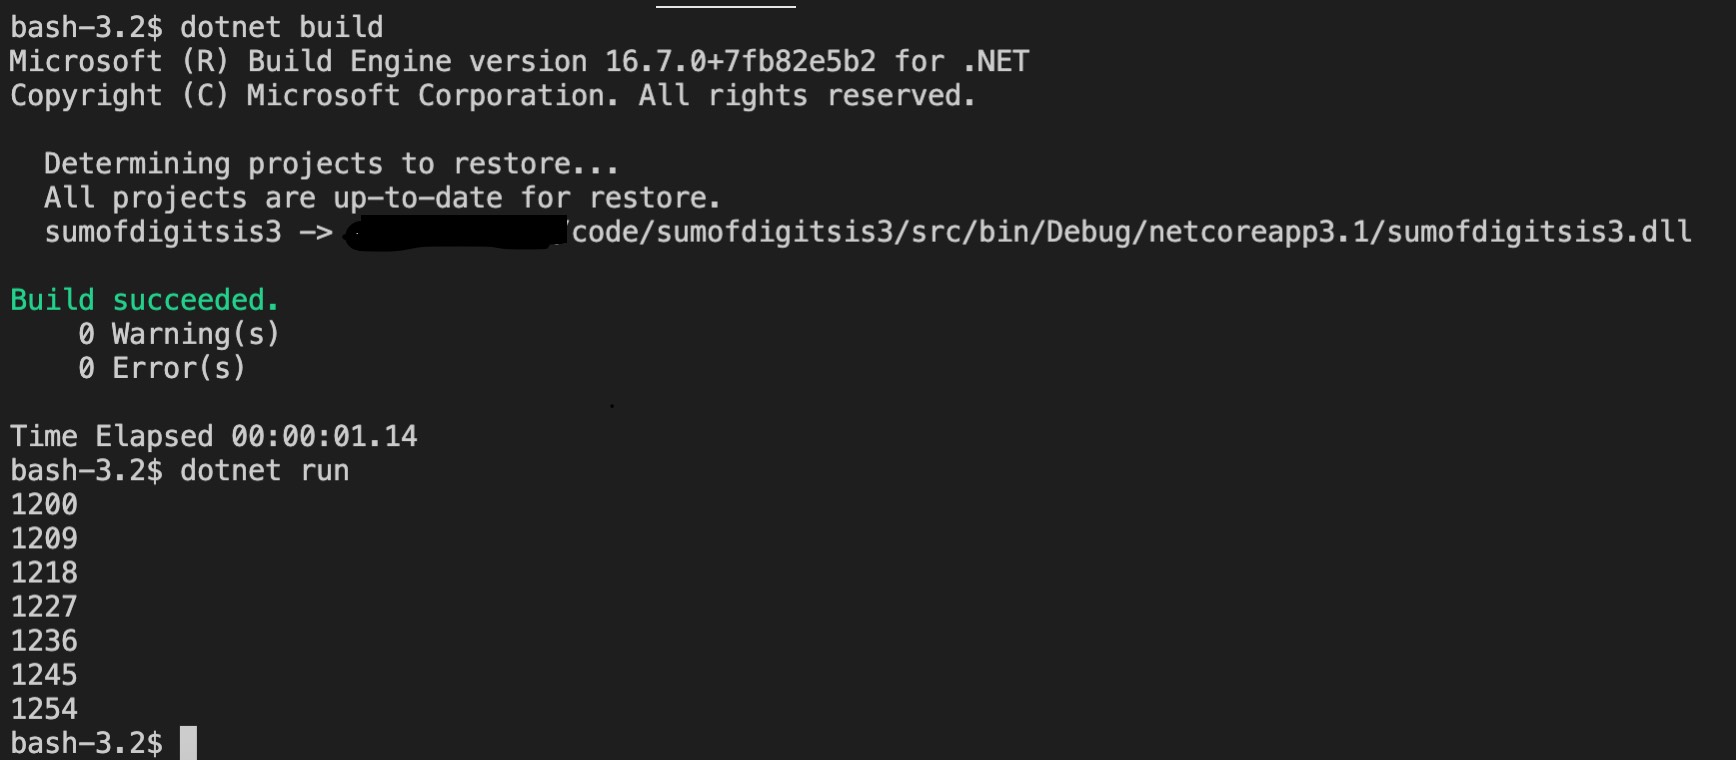 bash-3.2$ dotnet build
Microsoft (R) Build Engine version 16.7.0+7fb82e5b2 for .NET
Copyright (C) Microsoft Corporation. All rights reserved.
Determining projects to restore...
All projects are up-to-date for restore.
sumofdigitsis3 -> /code/sumofdigitsis3/src/bin/Debug/netcoreapp3.1/sumofdigitsis3.dll
Build succeeded.
0 Warning(s)
0 Error(s)
Time Elapsed 00:00:01.14
bash-3.2$ dotnet run
1200
1209
1218
1227
1236
1245
1254
bash-3.2$